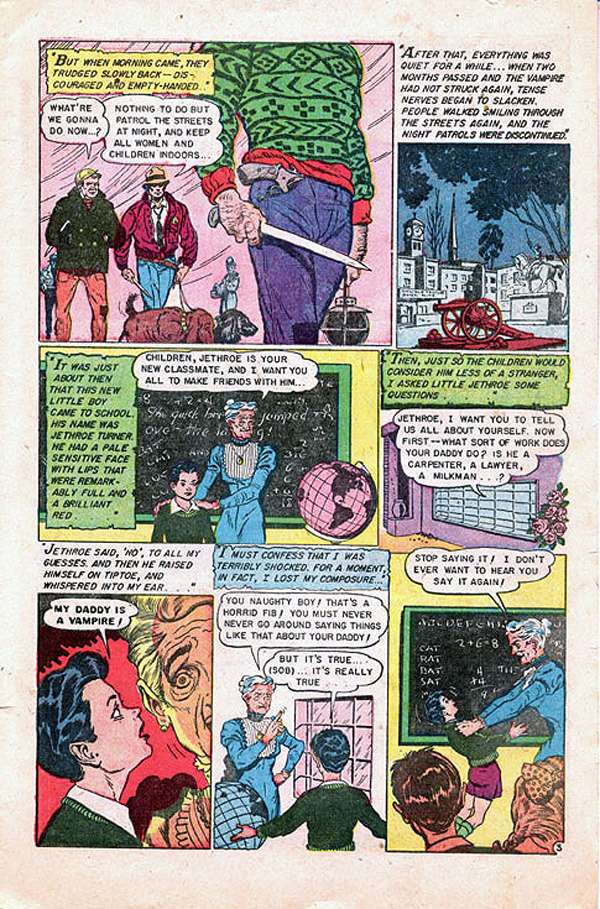 "BUT WHEN MORNING CAME, THEY
TRUDGED SLOWLY BACK — DIS-
COURAGED AND EMPTY-HANDED..."
WHAT'RE
WE GONNA
DO NOW...?
NOTHING TO DO BUT
PATROL THE STREETS
AT NIGHT, AND KEEP
ALL WOMEN AND
CHILDREN INDOORS...
"AFTER THAT, EVERYTHING WAS
QUIET FOR A WHILE... WHEN TWO
MONTHS PASSED AND THE VAMPIRE
HAD NOT STRUCK AGAIN, TENSE
NERVES BEGAN TO SLACKEN.
PEOPLE WALKED SMILING THROUGH
THE STREETS AGAIN, AND THE
NIGHT PATROLS WERE DISCONTINUED."
"IT WAS JUST
ABOUT THEN
THAT THIS NEW
LITTLE BOY
CAME TO SCHOOL.
HIS NAME WAS
JETHROE TURNER.
HE HAD A PALE
SENSITIVE FACE
WITH LIPS THAT
WERE REMARK-
ABLY FULL AND
A BRILLIANT
RED..."
CHILDREN, JETHROE IS YOUR
NEW CLASSMATE, AND I WANT YOU
ALL TO MAKE FRIENDS WITH HIM...
She quick
jumped
"THEN, JUST SO THE CHILDREN WOULD
CONSIDER HIM LESS OF A STRANGER,
I ASKED LITTLE JETHROE SOME
QUESTIONS...
JETHROE, I WANT YOU TO TELL
US ALL ABOUT YOURSELF. NOW
FIRST -- WHAT SORT OF WORK DOES
YOUR DADDY DO? IS HE A
CARPENTER, A LAWYER,
A MILKMAN . . . ?
"JETHROE SAID, 'NO', TO ALL MY
GUESSES. AND THEN HE RAISED
HIMSELF ON TIPTOE, AND
WHISPERED INTO MY EAR. . . ."
MY DADDY IS
A VAMPIRE!
"I MUST CONFESS THAT I WAS
TERRIBLY SHOCKED. FOR A MOMENT,
IN FACT, I LOST MY COMPOSURE..."
YOU NAUGHTY BOY! THAT'S A
HORRID FIB! YOU MUST NEVER
NEVER GO AROUND SAYING THINGS
LIKE THAT ABOUT YOUR DADDY!
BUT IT'S TRUE...
(SOB)... IT'S REALLY
TRUE...
STOP SAYING IT! I DON'T
EVER WANT TO HEAR YOU
SAY IT AGAIN!
ABCDEFGHI
2+6=8
CAT
RAT
DAT
SAT
4
+4
TH
3